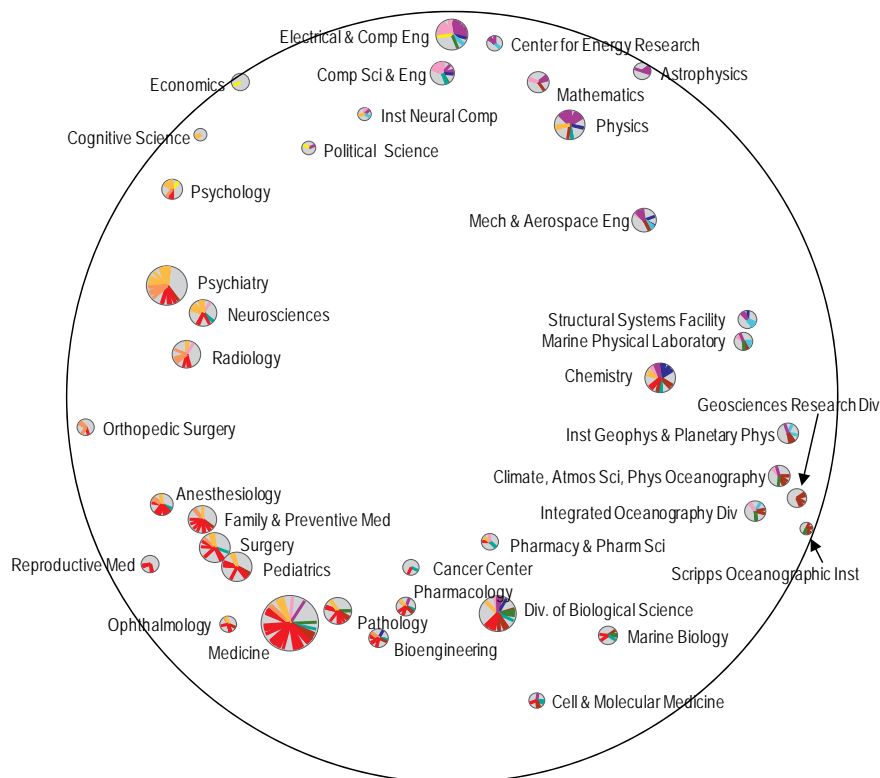 Electrical & Comp Eng
Center for Energy Research
Comp Sci & Eng
Astrophysics
Economics
Mathematics
Inst Neural Comp
Physics
Cognitive Science
Political Science
Psychology
Mech & Aerospace Eng
Psychiatry
Neurosciences
Structural Systems Facility
Marine Physical Laboratory
Radiology
Chemistry
Geosciences Research Div
Orthopedic Surgery
Inst Geophys & Planetary Phys
Climate, Atmos Sci, Phys Oceanography
Anesthesiology
Integrated Oceanography Div
Family & Preventive Med
Surgery
Pharmacy & Pharm Sci
Reproductive Med
Pediatrics
Cancer Center
Scripps Oceanographic Inst
Pharmacology
Div. of Biological Science
Ophthalmology
Pathology
Marine Biology
Medicine
Bioengineering
Cell & Molecular Medicine